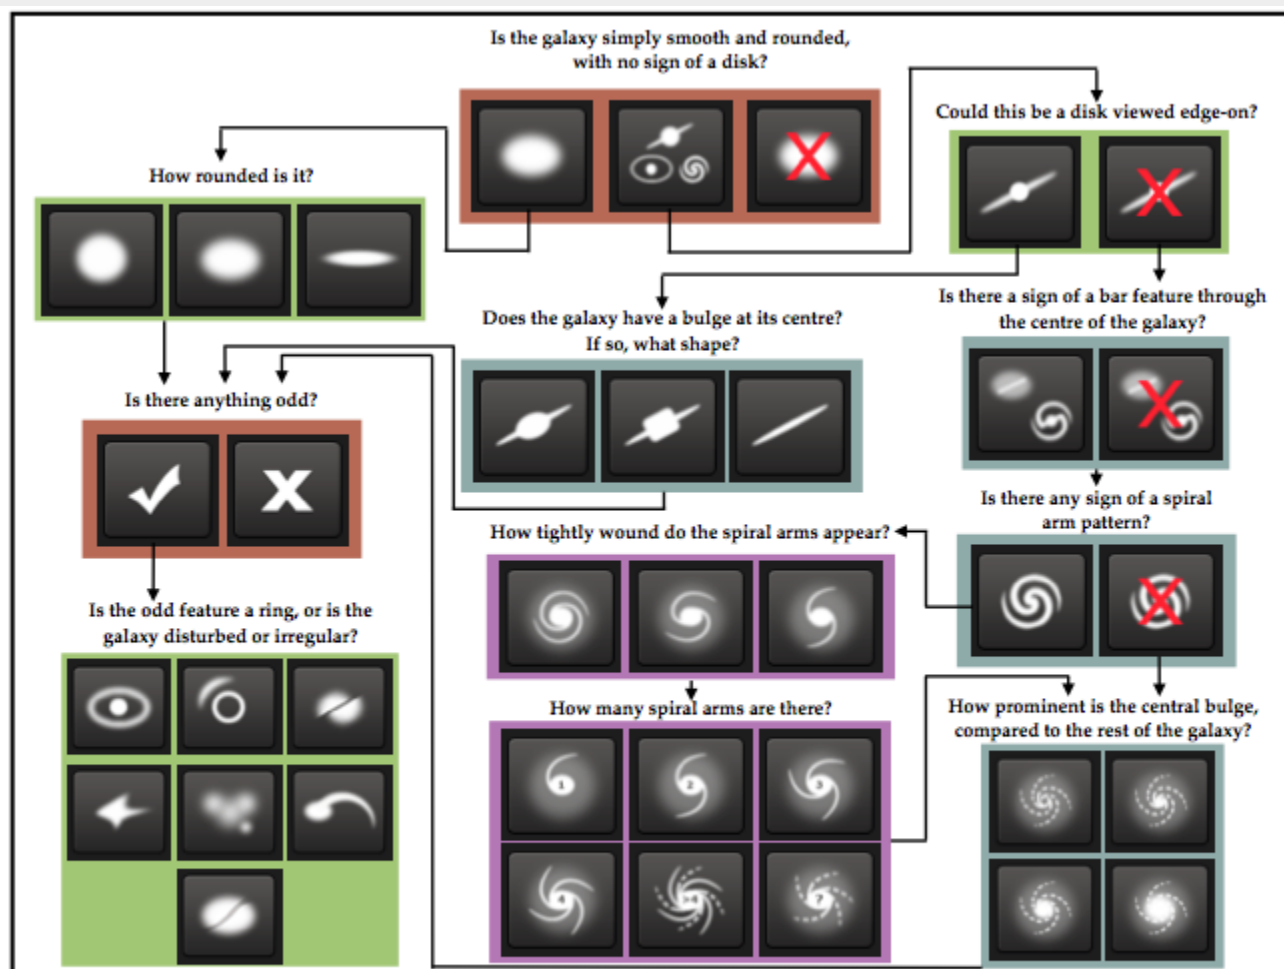 Is the galaxy simply smooth and rounded,
with no sign of a disk?
Could this be a disk viewed edge-on?
How rounded is it?
Is there a sign of a bar feature through
the centre of the galaxy?
Does the galaxy have a bulge at its centre?
If so, what shape?
Is there anything odd?
Is there any sign of a spiral
arm pattern?
How tightly wound do the spiral arms appear?
Is the odd feature a ring, or is the
galaxy disturbed or irregular?
How many spiral arms are there?
How prominent is the central bulge,
compared to the rest of the galaxy?
1
2
3
4
?